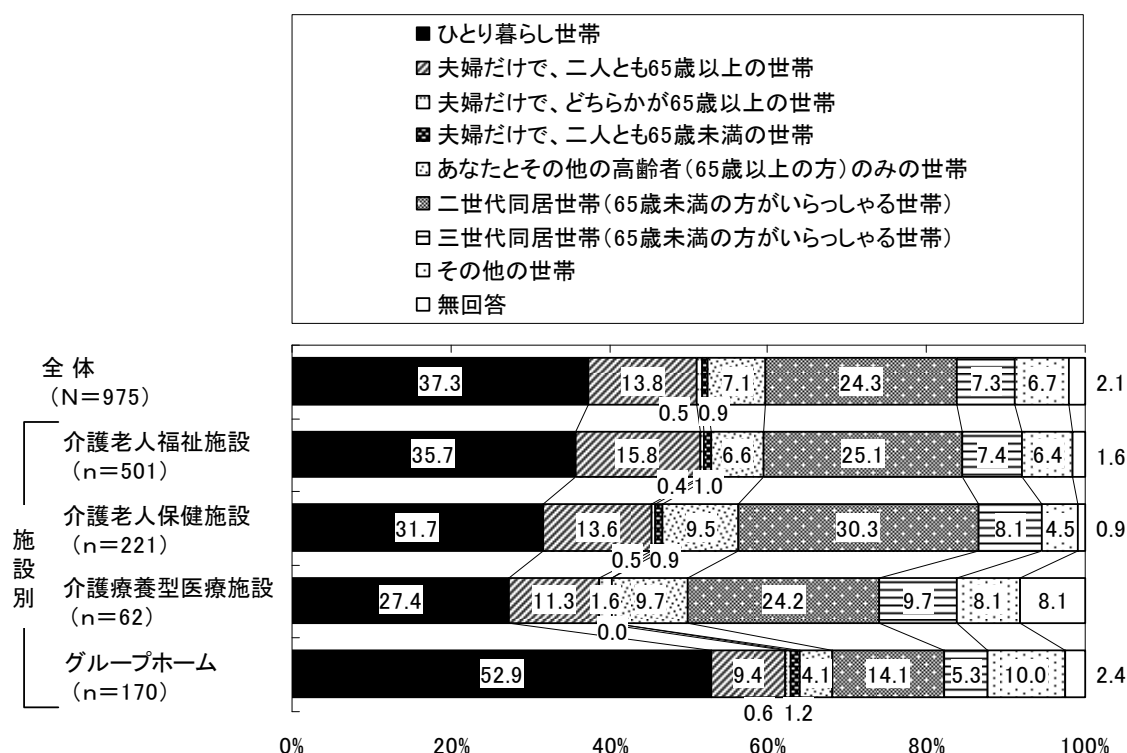 ひとり暮らし世帯
夫婦だけで、二人とも65歳以上の世帯
夫婦だけで、どちらかが65歳以上の世帯
夫婦だけで、二人とも65歳未満の世帯
あなたとその他の高齢者(65歳以上の方)のみの世帯
二世代同居世帯(65歳未満の方がいらっしゃる世帯)
三世代同居世帯(65歳未満の方がいらっしゃる世帯)
その他の世帯
無回答
全 体
(N=975)
37.3 13.8 7.1 24.3 7.3 6.7 2.1
0.5 0.9
施設別
介護老人福祉施設
(n=501)
35.7 15.8 6.6 25.1 7.4 6.4 1.6
0.4 1.0
介護老人保健施設
(n=221)
31.7 13.6 9.5 30.3 8.1 4.5 0.9
0.5 0.9
介護療養型医療施設
(n=62)
27.4 11.3 1.6 9.7 24.2 9.7 8.1 8.1
0.0
グループホーム
(n=170)
52.9 9.4 4.1 14.1 5.3 10.0 2.4
0.6 1.2
0% 20% 40% 60% 80% 100%